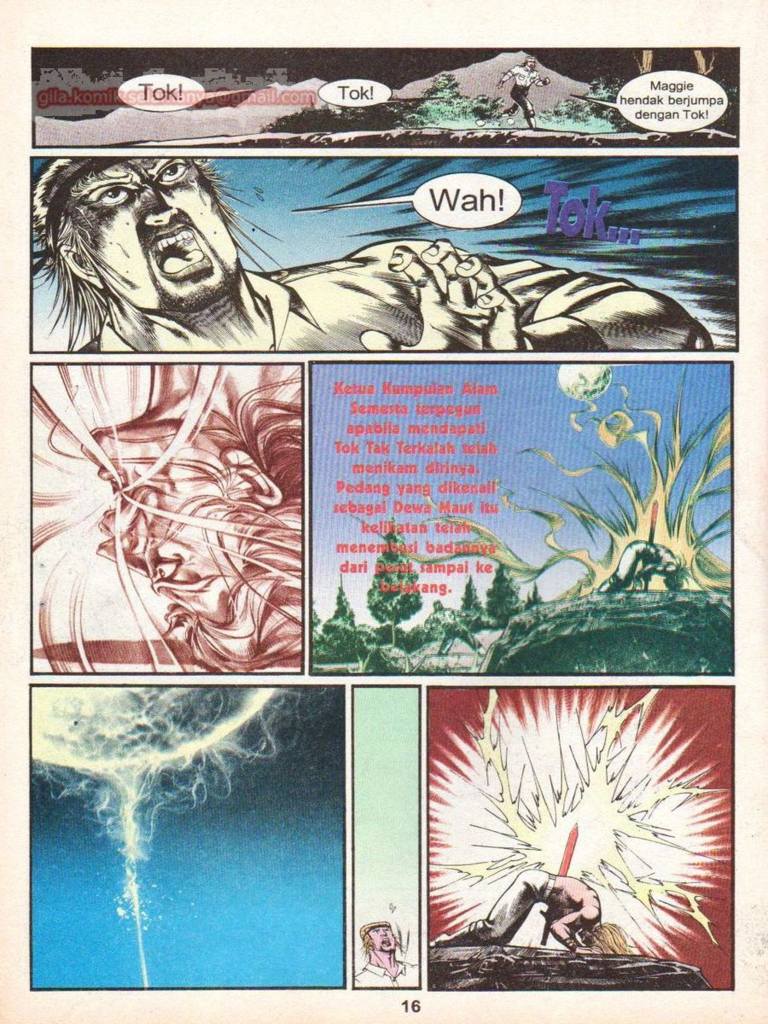 Tok!
Tok!
Maggie
hendak berjumpa
dengan Tok!
Wah!
Tok...
Ketua Kumpulan Alam
Semesta terpegun
apabila mendapati
Tok Tak Terkalah telah
menikam dirinya.
Pedang yang dikenali
sebagai Dewa Maut itu
kelihatan telah
menembusi badannya
dari perut sampai ke
belakang.
16